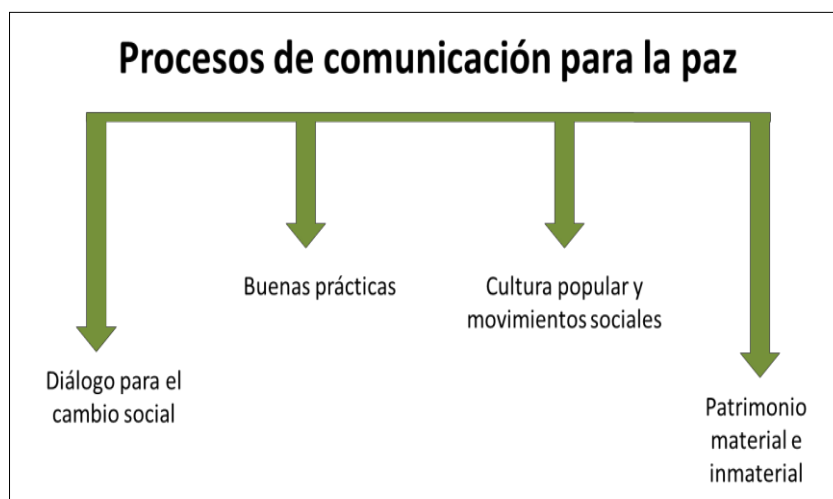 Procesos de comunicación para la paz
Diálogo para el
cambio social
Buenas prácticas
Cultura popular y
movimientos sociales
Patrimonio
material e
inmaterial